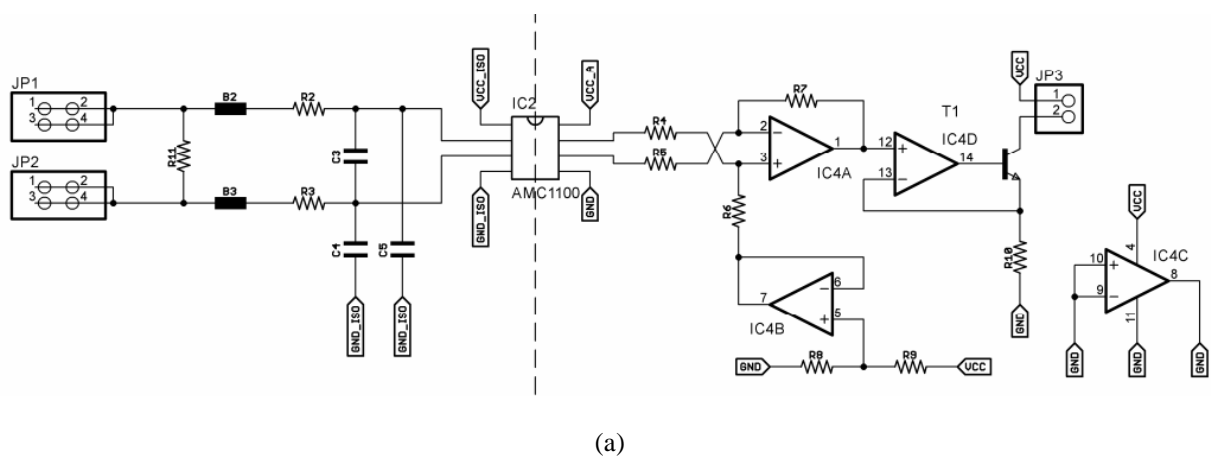 JP1
1 2
3 4
JP2
1 2
3 4
R11
B2
R2
B3
R3
C3
C4
C5
GND_ISO
GND_ISO
VCC_ISO
VCC_A
IC2
AMC1100
GND_ISO
GND
R4
R5
R7
2
3
1
IC4A
R6
7
6
5
IC4B
GND
R8
R9
VCC
12
13
14
T1
IC4D
VCC
JP3
1
2
R10
GND
VCC
4
10
9
8
11
IC4C
GND
GND
GND
(a)